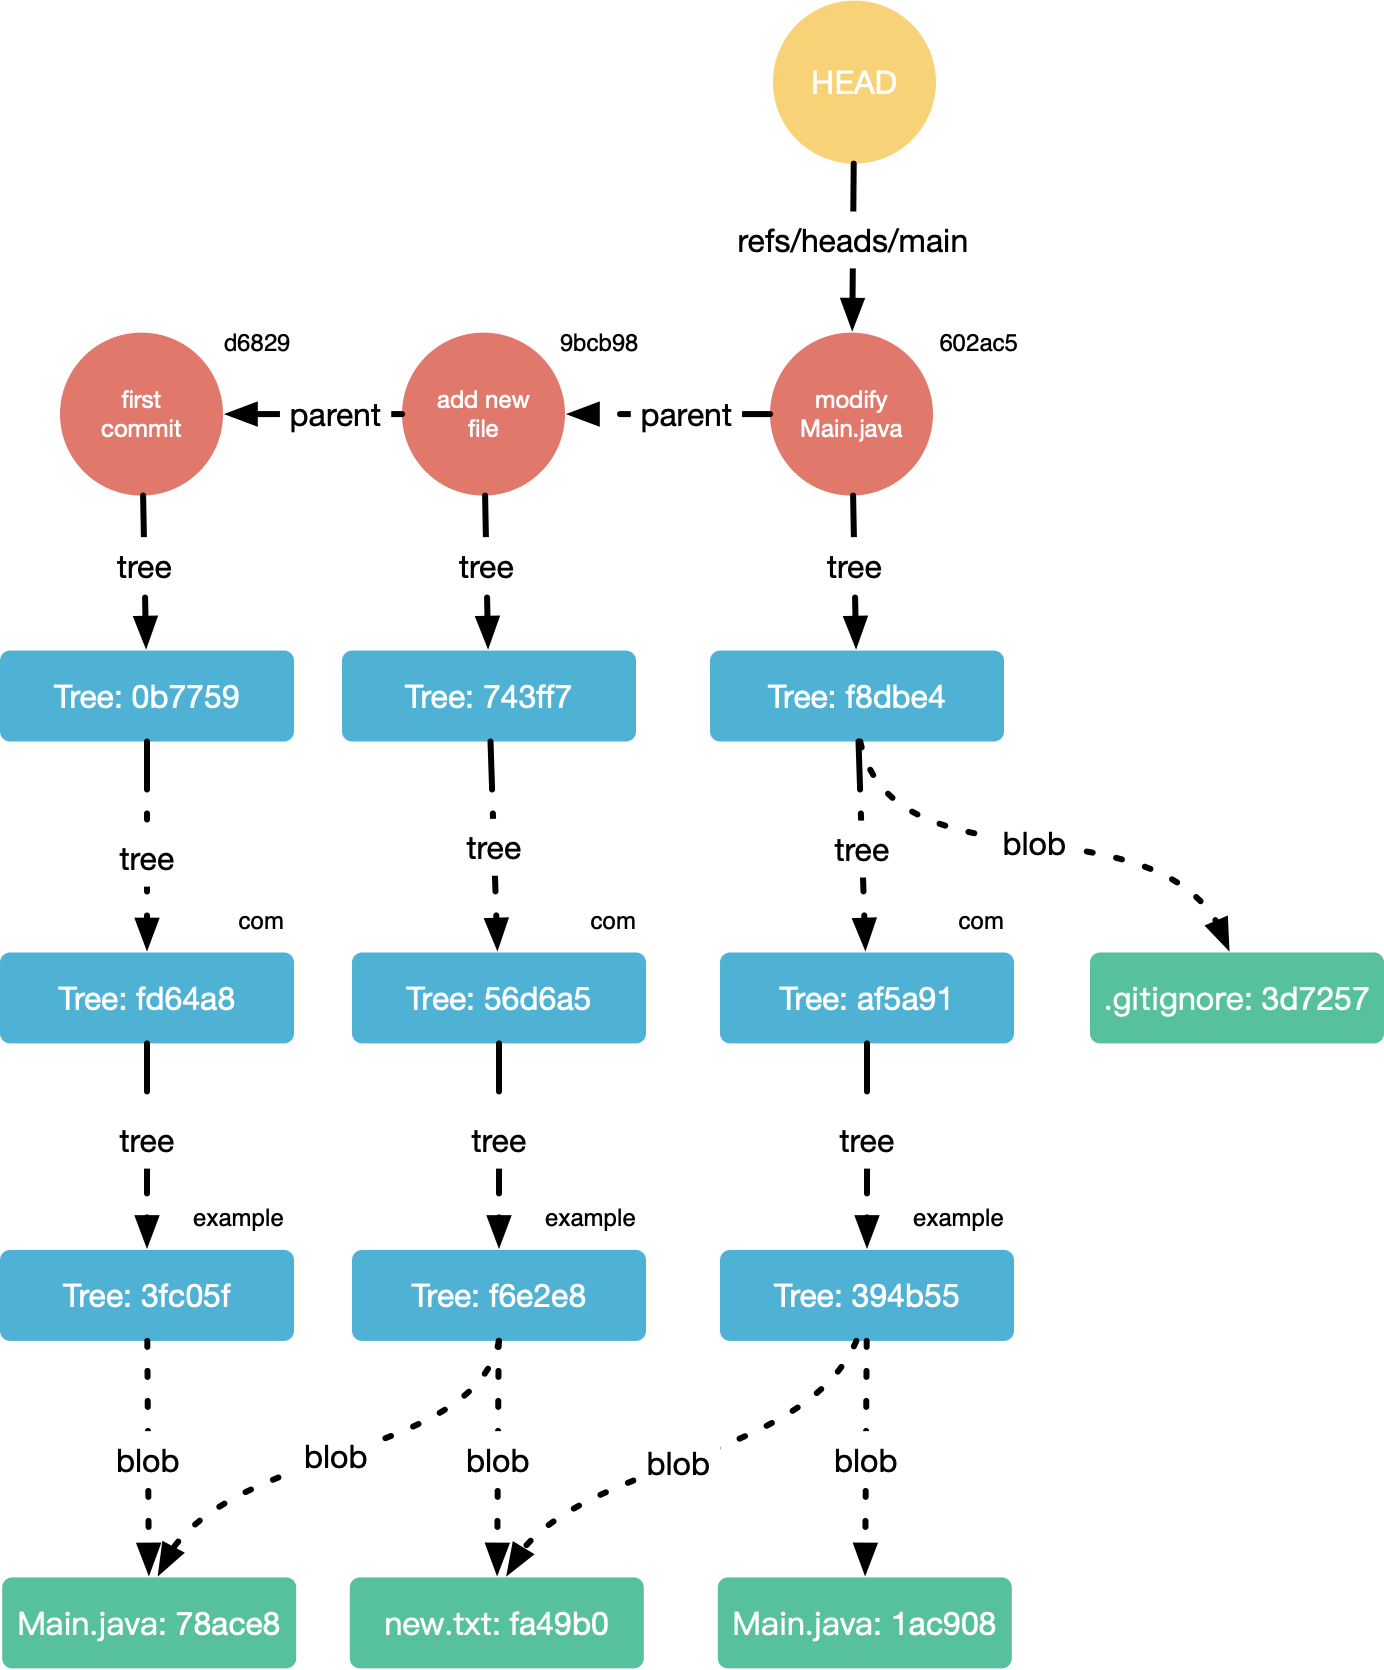 HEAD
refs/heads/main
d6829
9bcb98
602ac5
first
commit
parent
add new
file
parent
modify
Main.java
tree
tree
tree
Tree: 0b7759
Tree: 743ff7
Tree: f8dbe4
tree
tree
tree
blob
com
com
com
Tree: fd64a8
Tree: 56d6a5
Tree: af5a91
.gitignore: 3d7257
tree
tree
tree
example
example
example
Tree: 3fc05f
Tree: f6e2e8
Tree: 394b55
blob
blob
blob
blob
blob
Main.java: 78ace8
new.txt: fa49b0
Main.java: 1ac908